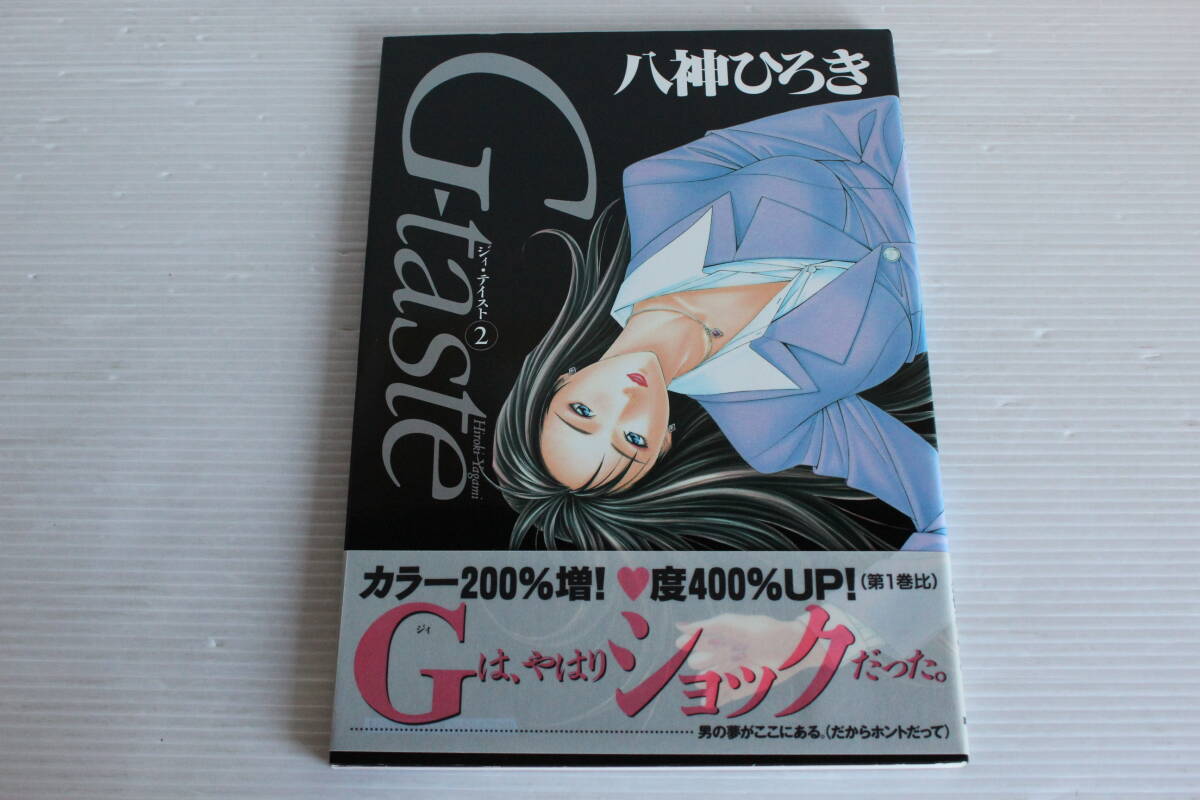 八神ひろき
G-taste
ジィ・テイスト②
Hiroki-Yagami
カラー200%増!♥度400%UP!(第1巻比)
ジィ
Gは、やはりショックだった。
男の夢がここにある。(だからホントだって)